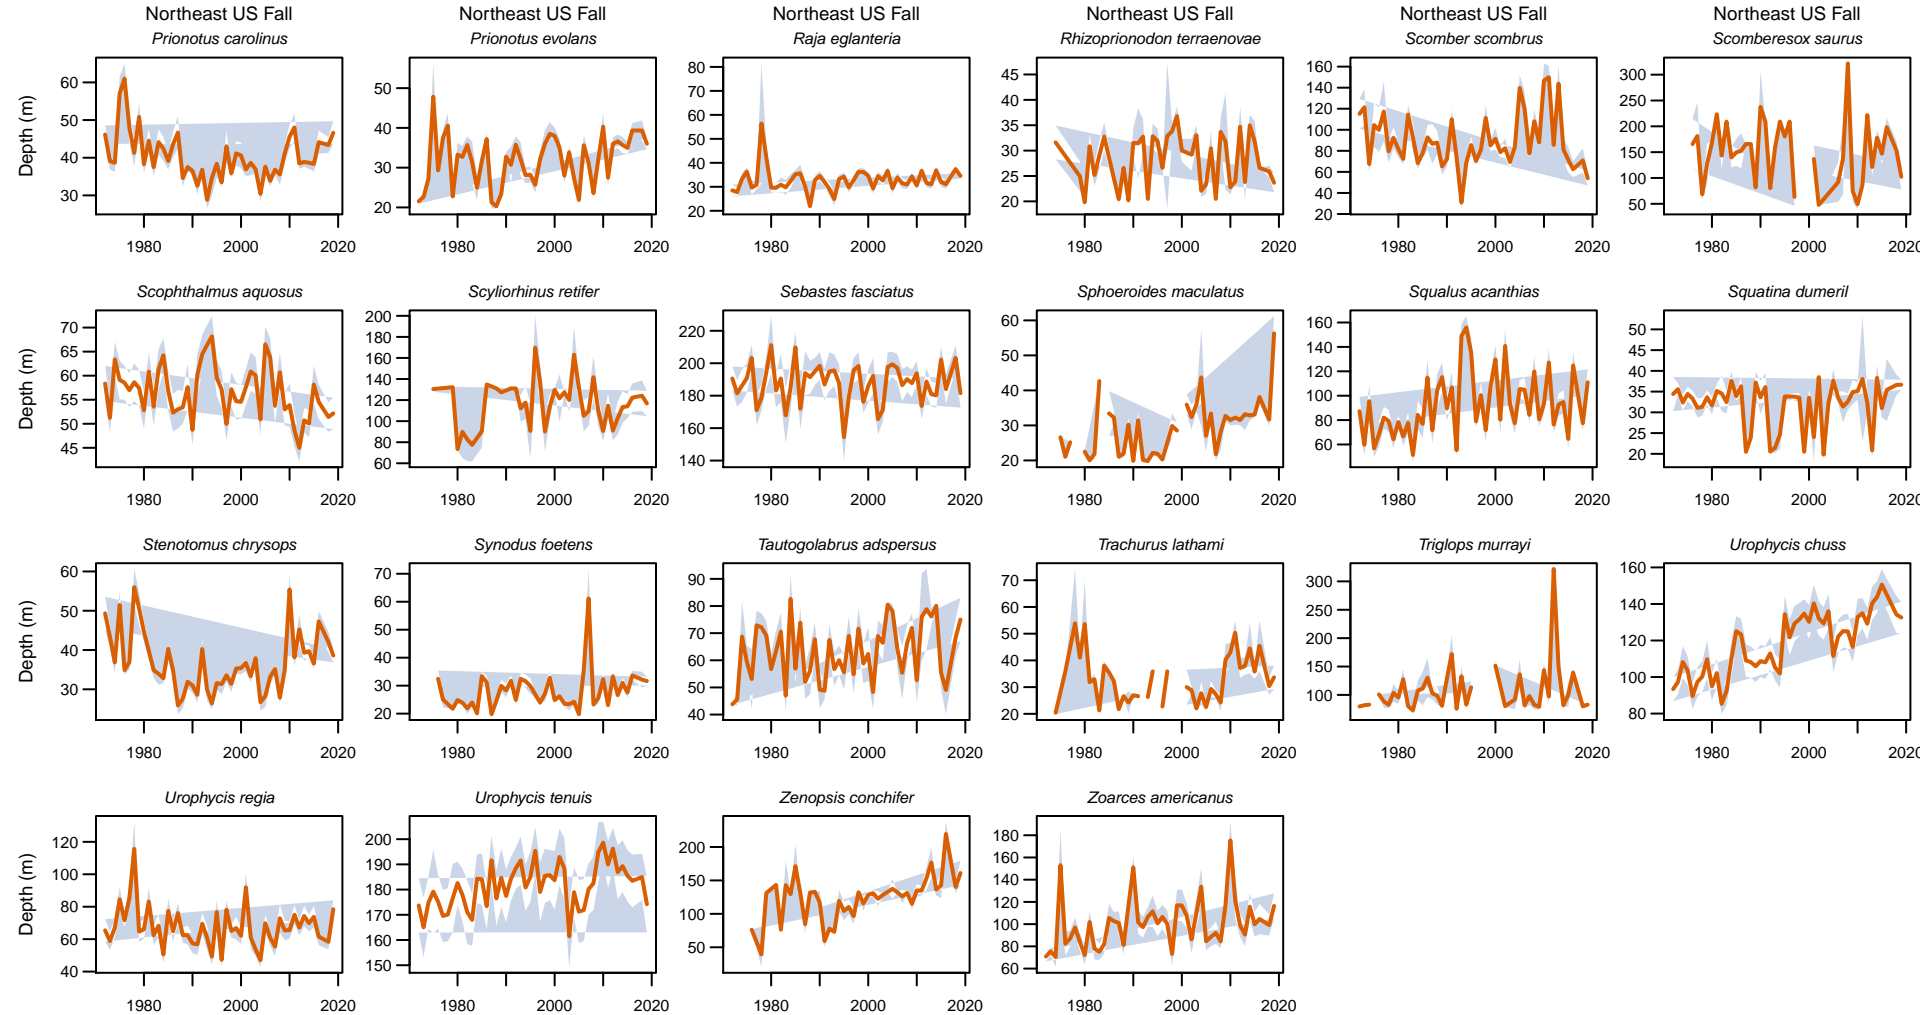 Northeast US Fall Northeast US Fall Northeast US Fall Northeast US Fall Northeast US Fall Northeast US Fall
Prionotus carolinus Prionotus evolans Raja eglanteria Rhizoprionodon terraenovae Scomber scombrus Scomberesox saurus
Depth (m)
60 50 40 30
50 40 30 20
80 70 60 50 40 30 20
45 40 35 30 25 20
160 140 120 100 80 60 40 20
300 250 200 150 100 50
1980 2000 2020 1980 2000 2020 1980 2000 2020 1980 2000 2020 1980 2000 2020 1980 2000 2020
Scophthalmus aquosus Scyliorhinus retifer Sebastes fasciatus Sphoeroides maculatus Squalus acanthias Squatina dumeril
Depth (m)
70 65 60 55 50 45
200 180 160 140 120 100 80 60
220 200 180 160 140
60 50 40 30 20
160 140 120 100 80 60
50 45 40 35 30 25 20
1980 2000 2020 1980 2000 2020 1980 2000 2020 1980 2000 2020 1980 2000 2020 1980 2000 2020
Stenotomus chrysops Synodus foetens Tautogolabrus adspersus Trachurus lathami Triglops murrayi Urophycis chuss
Depth (m)
60 50 40 30
70 60 50 40 30 20
90 80 70 60 50 40
70 60 50 40 30 20
300 250 200 150 100
160 140 120 100 80
1980 2000 2020 1980 2000 2020 1980 2000 2020 1980 2000 2020 1980 2000 2020 1980 2000 2020
Urophycis regia Urophycis tenuis Zenopsis conchifer Zoarces americanus
Depth (m)
120 100 80 60 40
200 190 180 170 160 150
200 150 100 50
180 160 140 120 100 80 60
1980 2000 2020 1980 2000 2020 1980 2000 2020 1980 2000 2020